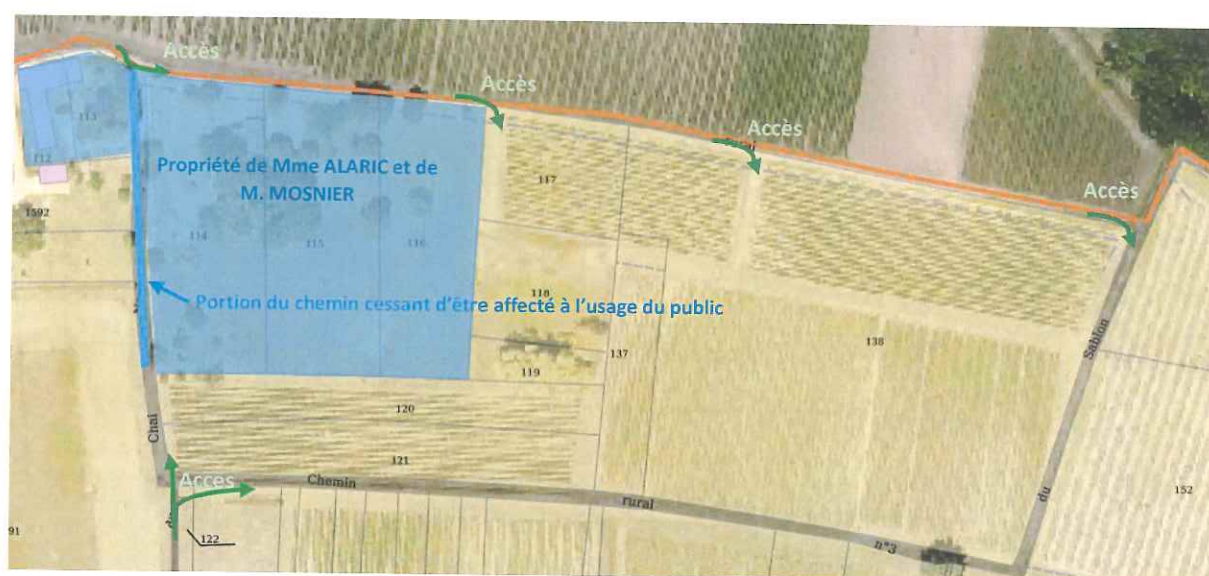 Accès
Accès
Accès
Accès
113
112
Propriété de Mme ALARIC et de
M. MOSNIER
117
1592
114
115
116
118
Portion du chemin cessant d'être affecté à l'usage du public
138
Sablon
137
119
120
Chai
121
Accès
Chemin
rural
n°3
du
152
91
122